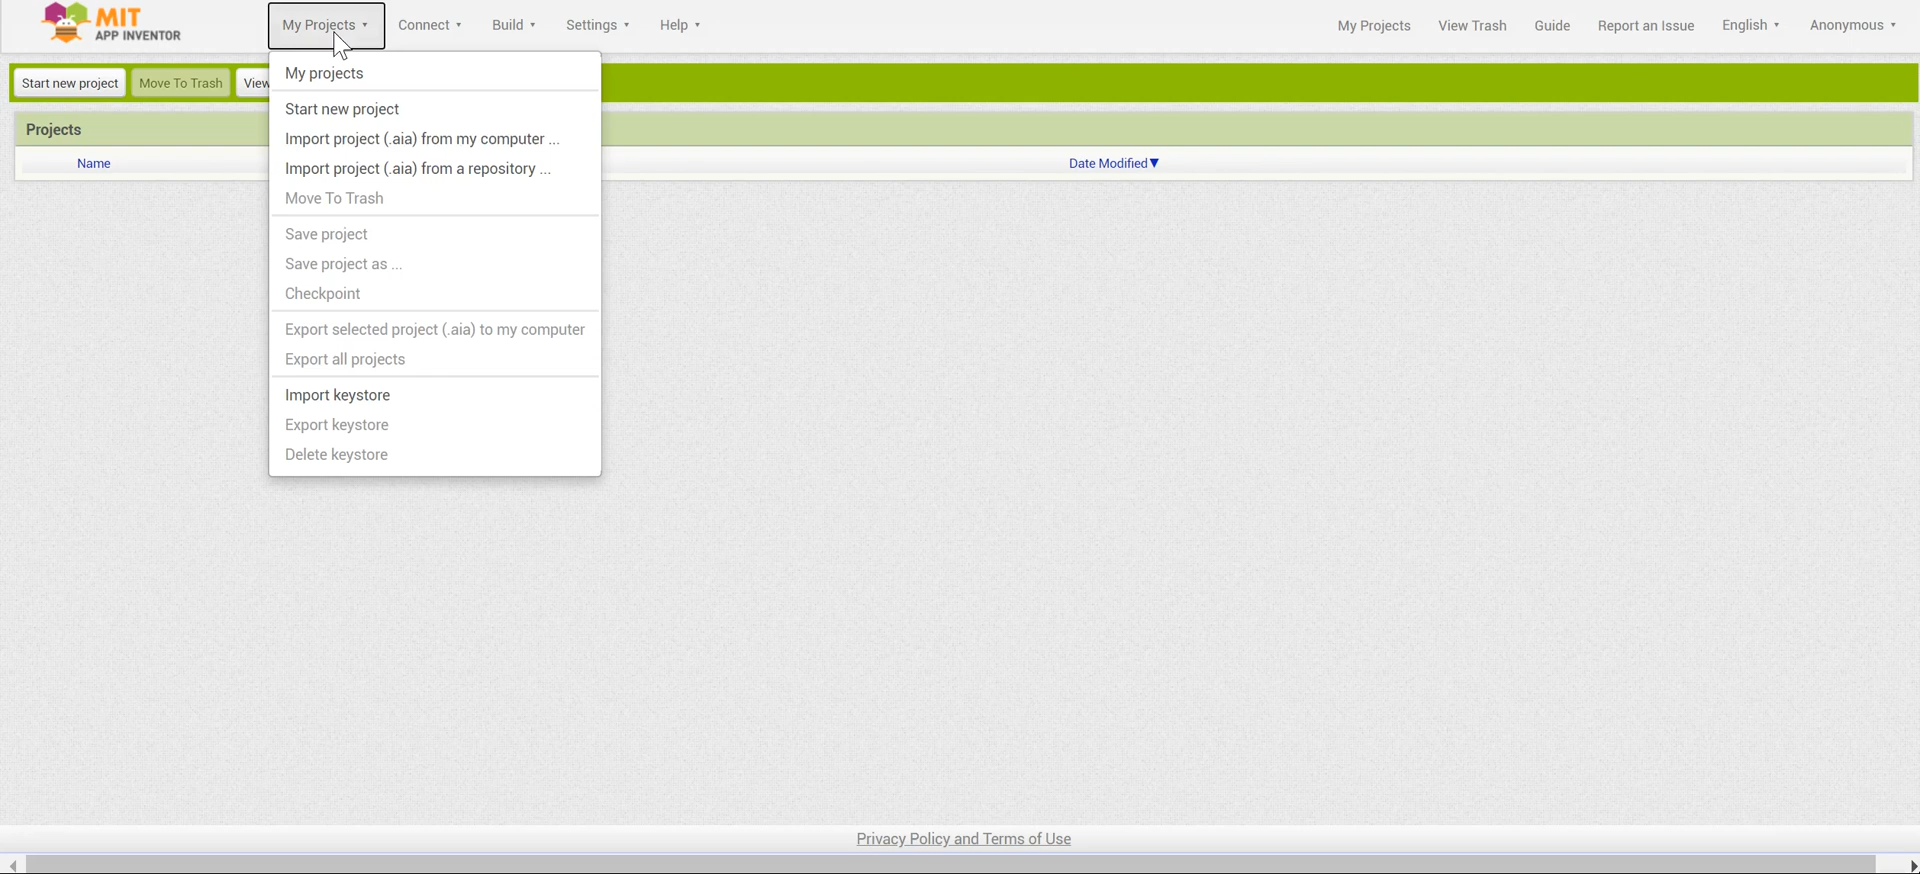 MIT
APP INVENTOR
My Projects
Connect
Build
Settings
Help
My Projects
View Trash
Guide
Report an Issue
English
Anonymous
Start new project
Move To Trash
View
My projects
Start new project
Import project (.aia) from my computer ...
Import project (.aia) from a repository ...
Move To Trash
Save project
Save project as ...
Checkpoint
Export selected project (.aia) to my computer
Export all projects
Import keystore
Export keystore
Delete keystore
Projects
Name
Date Modified▼
Privacy Policy and Terms of Use